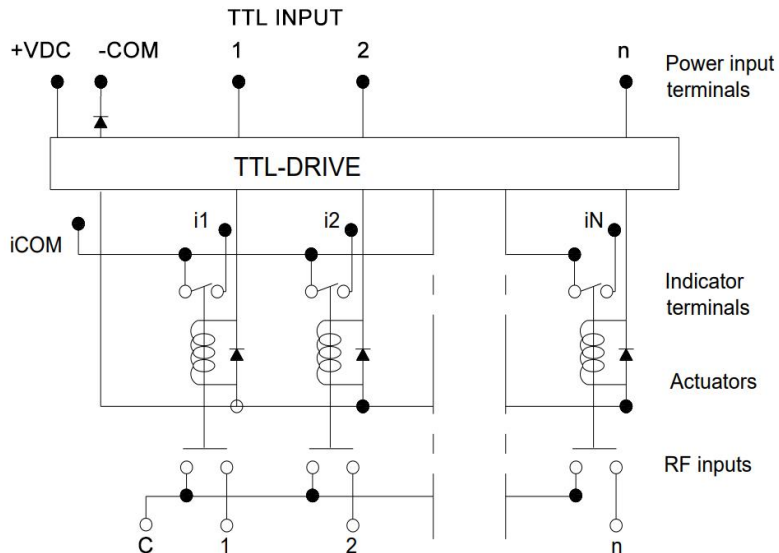 TTL INPUT
+VDC -COM 1 2 n
Power input
terminals
TTL-DRIVE
iCOM
i1 i2 iN
Indicator
terminals
Actuators
RF inputs
C 1 2 n